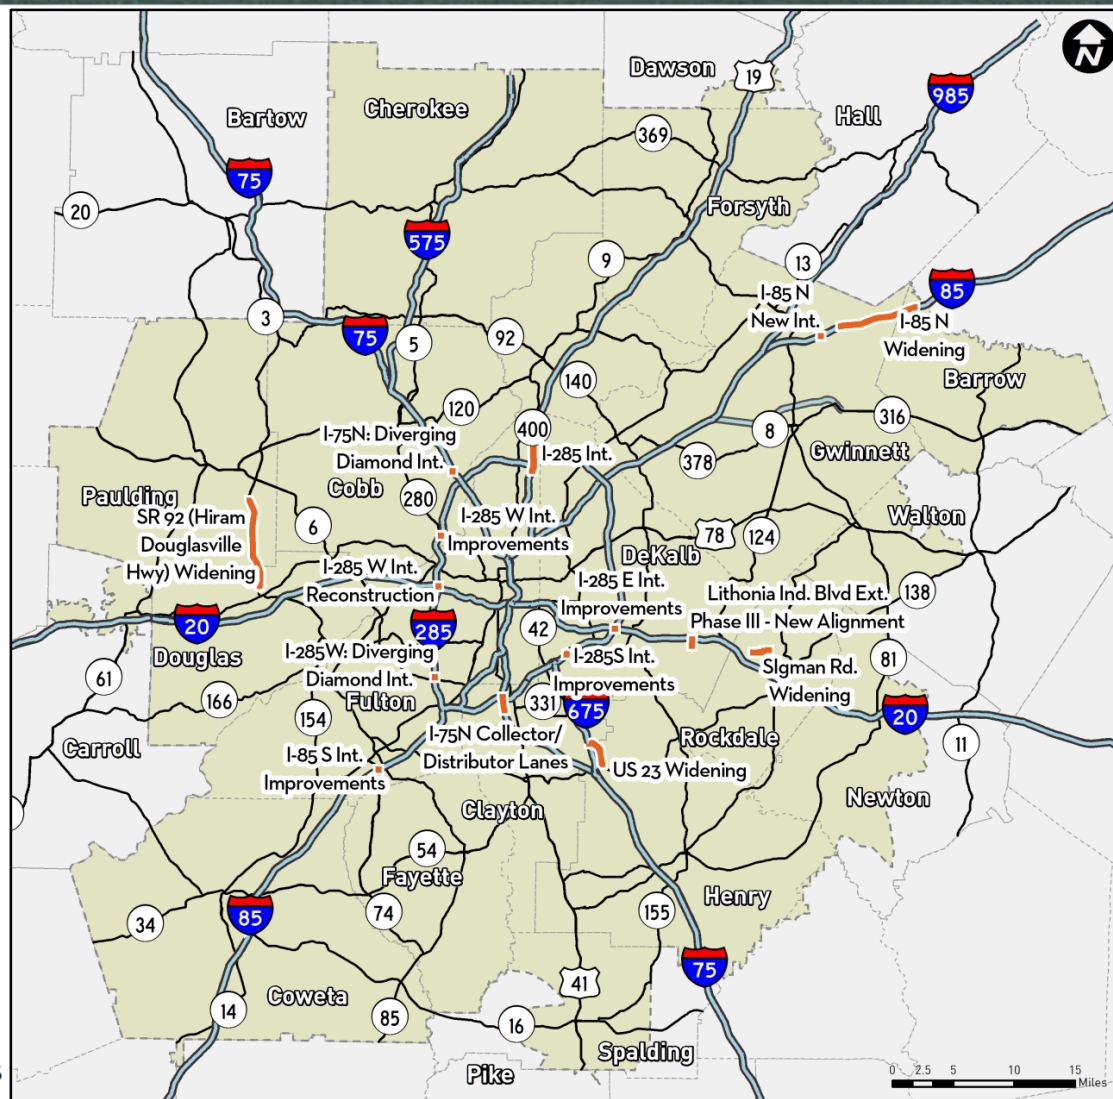 N
Dawson
19
985
Bartow
Cherokee
Hall
369
75
20
Forsyth
575
9
13
I-85 N
New Int.
85
3
75
5
92
I-85 N
Widening
Barrow
140
120
400
316
8
I-75N: Diverging
Diamond Int.
I-285 Int.
Gwinnett
378
Cobb
280
Paulding
SR 92 (Hiram
Douglasville
Hwy) Widening
6
I-285 W Int.
Improvements
Walton
78
124
DeKalb
I-285 W Int.
Reconstruction
I-285 E Int.
Improvements
Lithonia Ind. Blvd Ext.
Phase III - New Alignment
138
20
285
42
Douglas
I-285W: Diverging
Diamond Int.
I-285S Int.
Improvements
SIgman Rd.
Widening
81
61
166
Fulton
331
675
20
154
Carroll
I-75N Collector/
Distributor Lanes
Rockdale
11
I-85 S Int.
Improvements
US 23 Widening
Newton
Clayton
54
Fayette
Henry
34
85
74
155
75
41
Coweta
14
85
16
Spalding
Pike
0 2.5 5 10 15
Miles